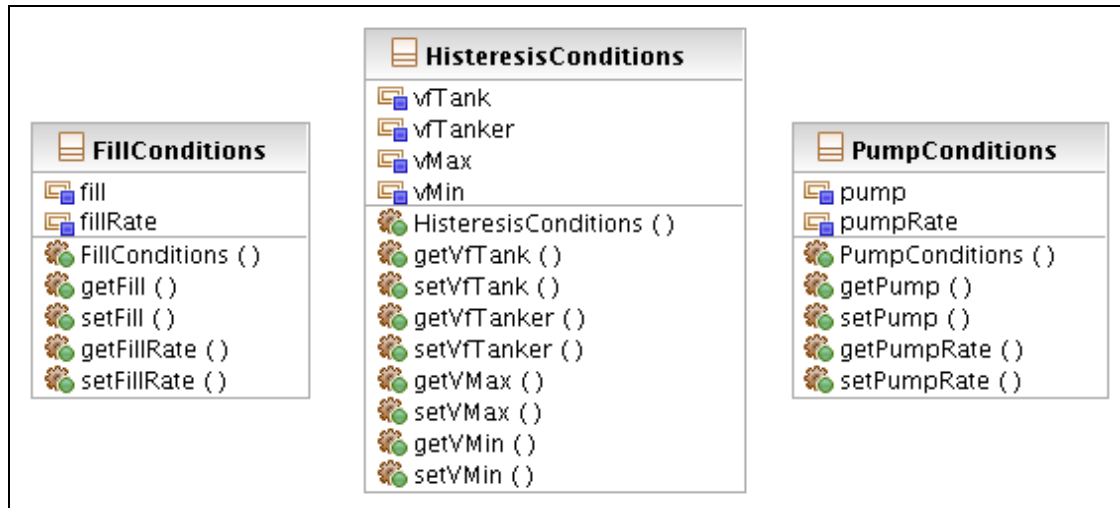 FillConditions
fill
fillRate
FillConditions ()
getFill ()
setFill ()
getFillRate ()
setFillRate ()
HisteresisConditions
vfTank
vfTanker
vMax
vMin
HisteresisConditions ()
getVfTank ()
setVfTank ()
getVfTanker ()
setVfTanker ()
getVMax ()
setVMax ()
getVMin ()
setVMin ()
PumpConditions
pump
pumpRate
PumpConditions ()
getPump ()
setPump ()
getPumpRate ()
setPumpRate ()